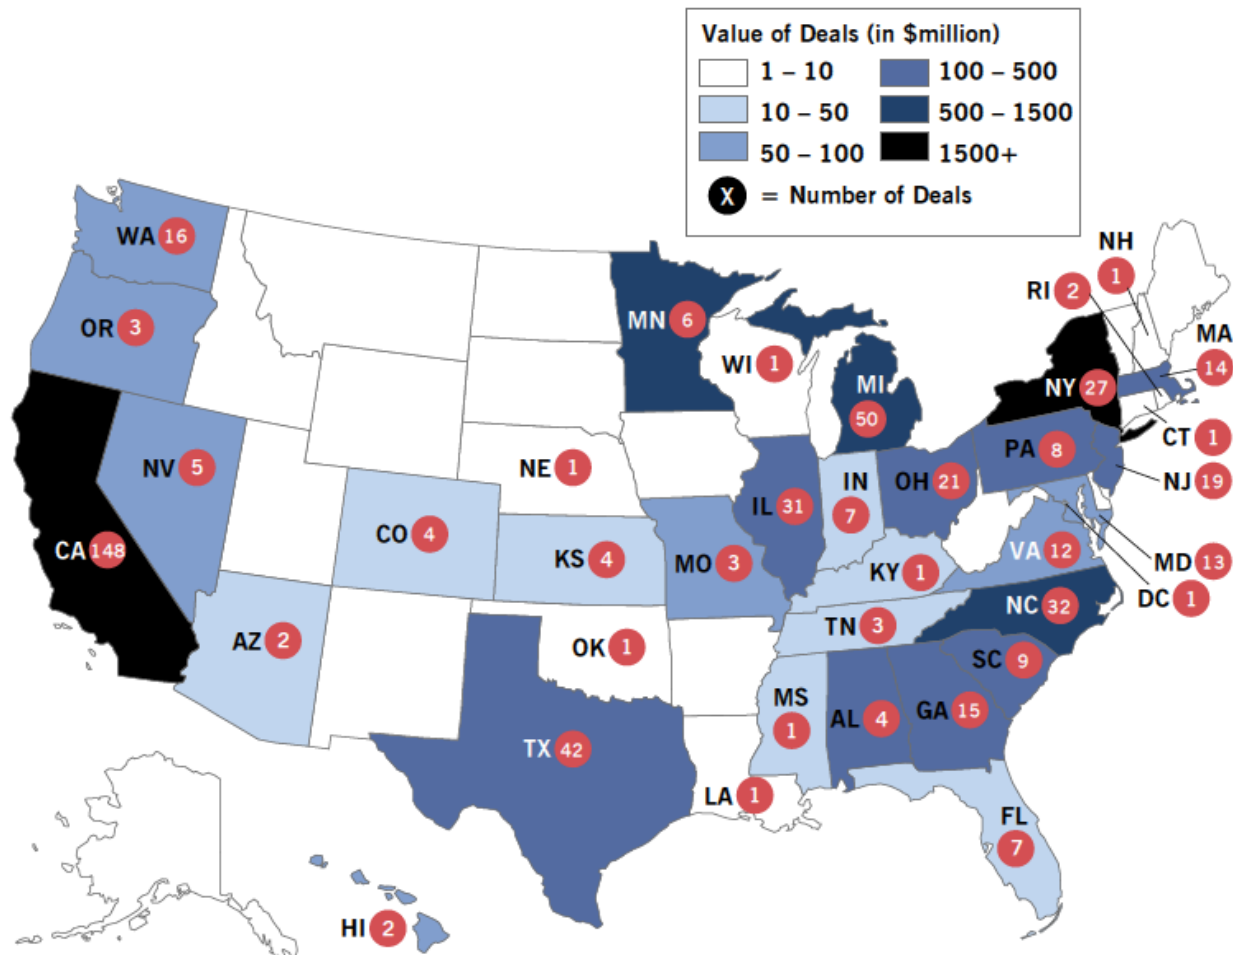 Value of Deals (in $million)
1 – 10
100 – 500
10 – 50
500 – 1500
50 – 100
1500+
X = Number of Deals
WA 16
OR 3
CA 148
NV 5
AZ 2
CO 4
NE 1
KS 4
OK 1
TX 42
MN 6
WI 1
MI 50
IL 31
IN 7
OH 21
MO 3
KY 1
TN 3
MS 1
AL 4
GA 15
LA 1
FL 7
SC 9
NC 32
VA 12
PA 8
NY 27
NH 1
RI 2
MA 14
CT 1
NJ 19
MD 13
DC 1
HI 2